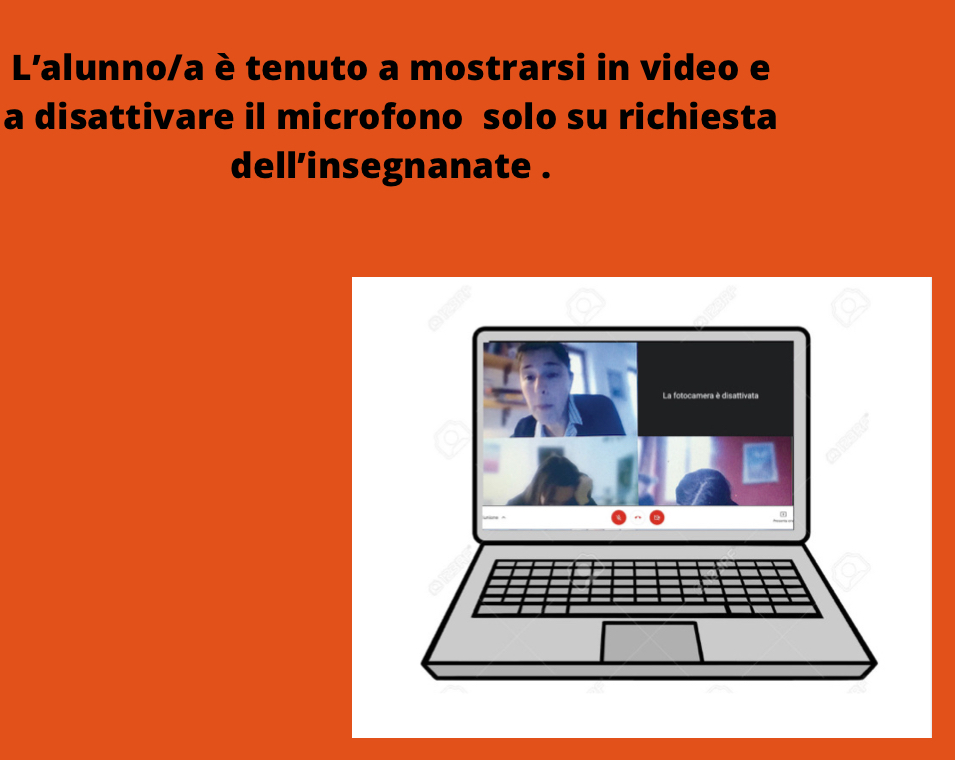 L’alunno/a è tenuto a mostrarsi in video e
a disattivare il microfono  solo su richiesta
dell’insegnanate .
La fotocamera è disattivata